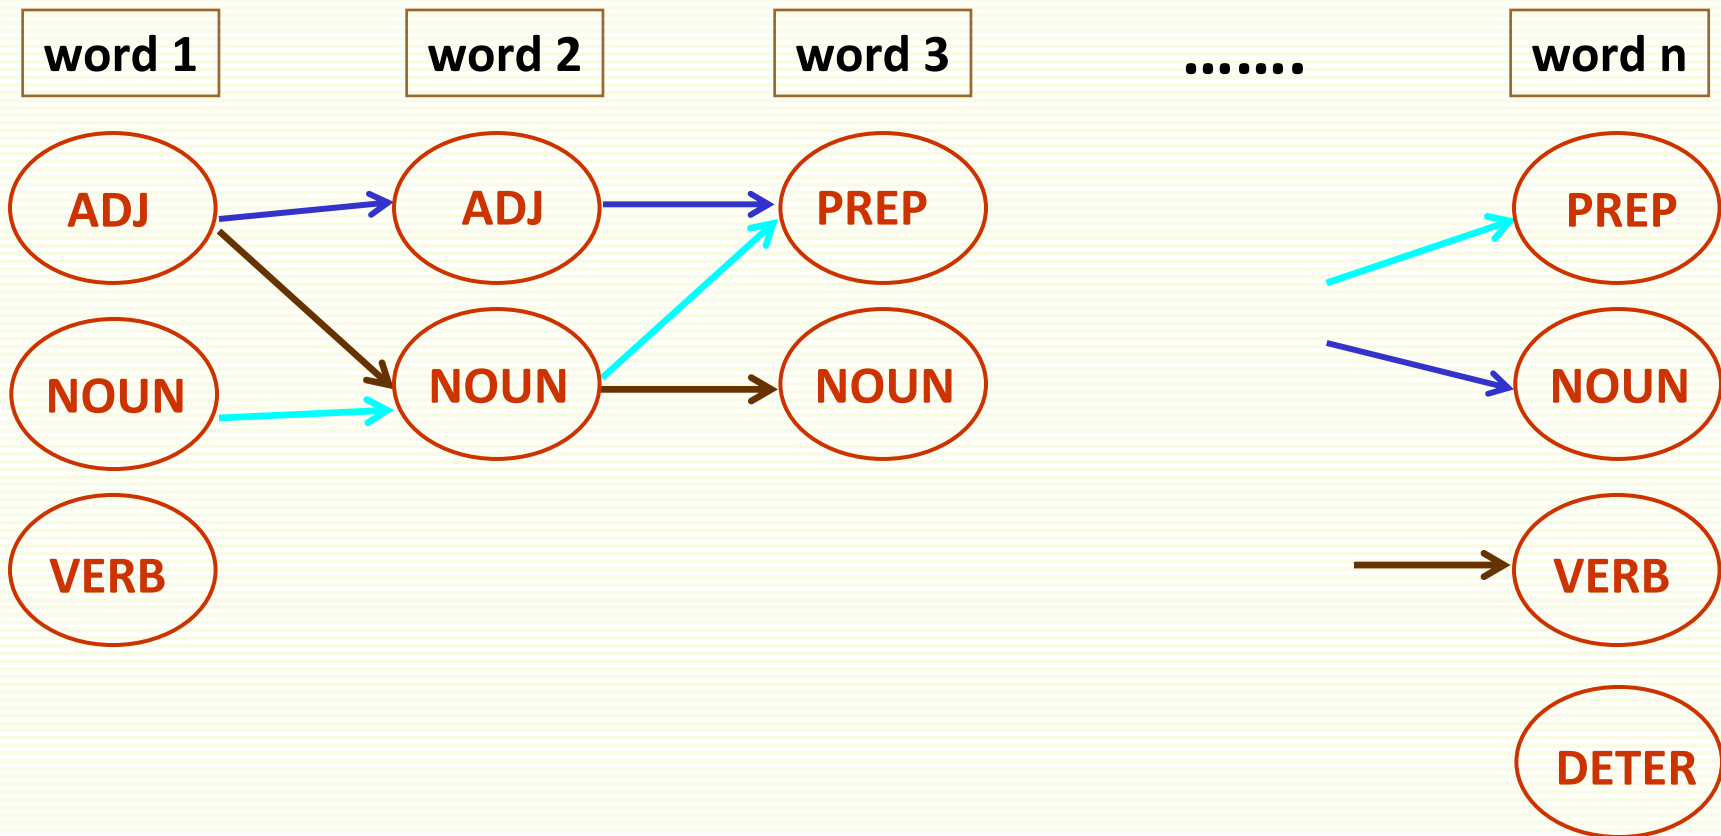 word 1 word 2 word 3 ....... word n
ADJ ADJ PREP PREP
NOUN NOUN NOUN NOUN
VERB VERB
DETER